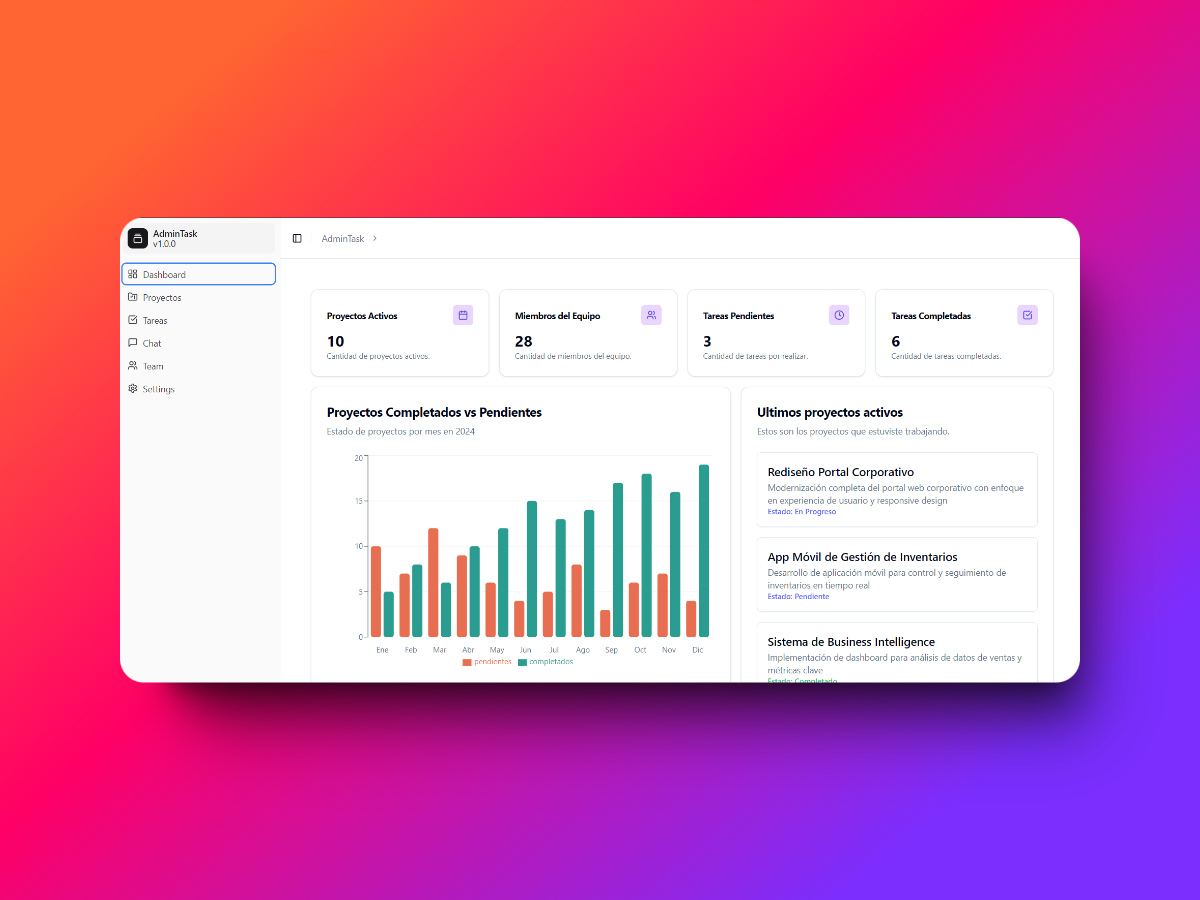 AdminTask
v1.0.0
Dashboard
Proyectos
Tareas
Chat
Team
Settings
AdminTask
Proyectos Activos
10
Cantidad de proyectos activos.
Miembros del Equipo
28
Cantidad de miembros del equipo.
Tareas Pendientes
3
Cantidad de tareas por realizar.
Tareas Completadas
6
Cantidad de tareas completadas.
Proyectos Completados vs Pendientes
Estado de proyectos por mes en 2024
20
15
10
5
0
Ene Feb Mar Abr May Jun Jul Ago Sep Oct Nov Dic
pendientes completados
Ultimos proyectos activos
Estos son los proyectos que estuviste trabajando.
Rediseño Portal Corporativo
Modernización completa del portal web corporativo con enfoque
en experiencia de usuario y responsive design
Estado: En Progreso
App Móvil de Gestión de Inventarios
Desarrollo de aplicación móvil para control y seguimiento de
inventarios en tiempo real
Estado: Pendiente
Sistema de Business Intelligence
Implementación de dashboard para análisis de datos de ventas y
métricas clave
Estado: Completado